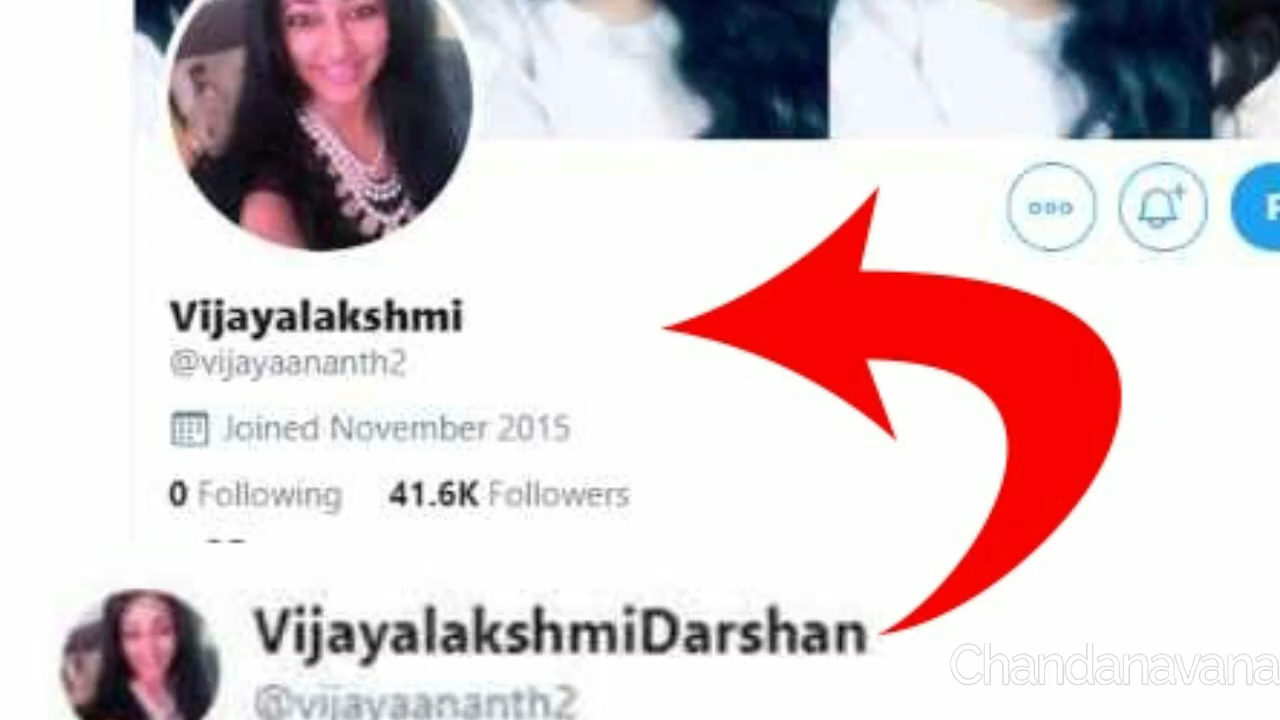 Vijayalakshmi
@vijayaananth2
Joined November 2015
0 Following 41.6K Followers
VijayalakshmiDarshan
@vijayaananth2
Chandanavana